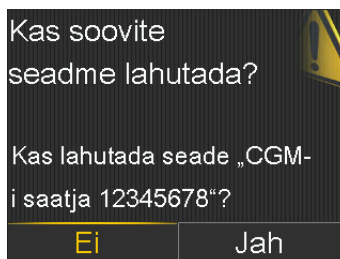 Kas soovite
seadme lahutada?
Kas lahutada seade „CGM-
i saatja 12345678“?
Ei
Jah